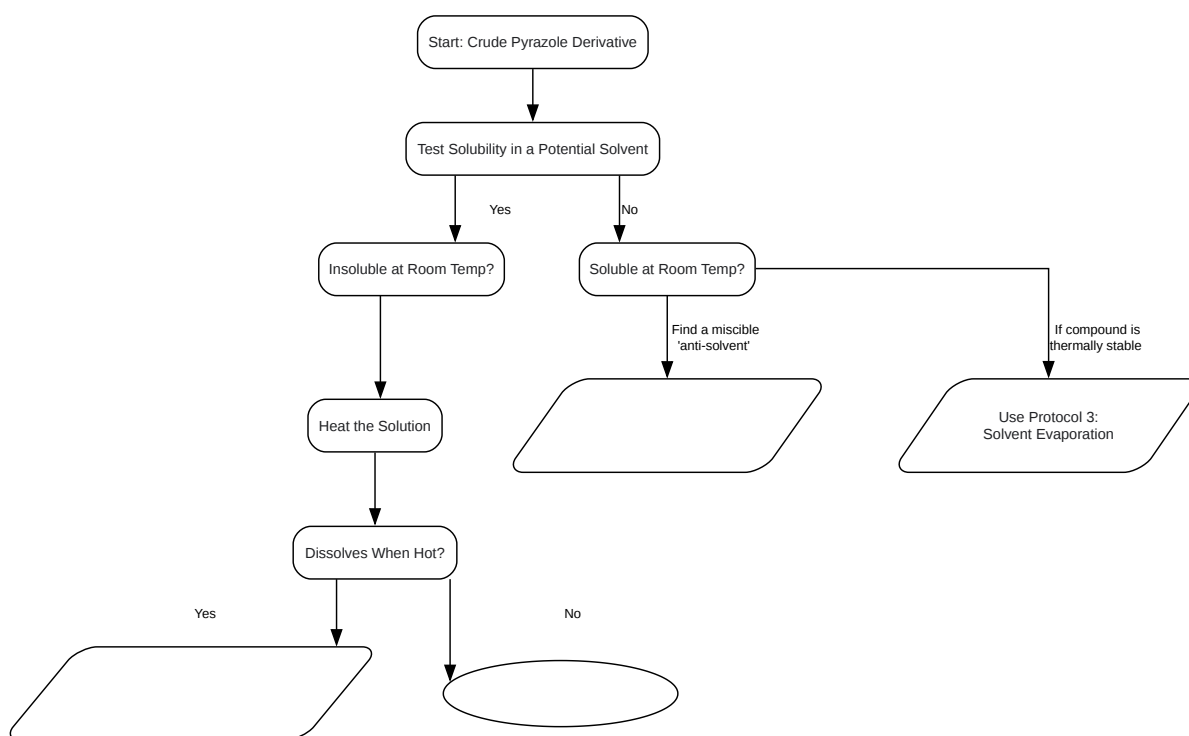 Start: Crude Pyrazole Derivative
Test Solubility in a Potential Solvent
Yes
No
Insoluble at Room Temp?
Soluble at Room Temp?
Find a miscible
'anti-solvent'
If compound is
thermally stable
Heat the Solution
Use Protocol 3:
Solvent Evaporation
Dissolves When Hot?
Yes
No